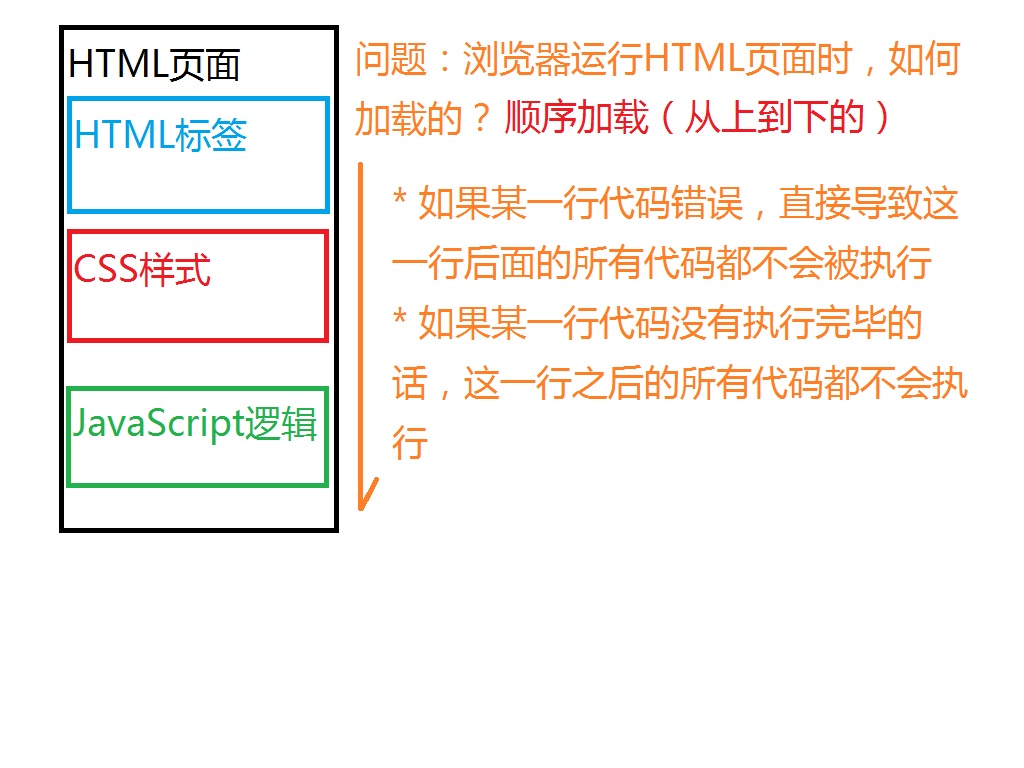 HTML页面
HTML标签
CSS样式
JavaScript逻辑
问题：浏览器运行HTML页面时，如何
加载的？顺序加载（从上到下的）
* 如果某一行代码错误，直接导致这
一行后面的所有代码都不会被执行
* 如果某一行代码没有执行完毕的
话，这一行之后的所有代码都不会执
行